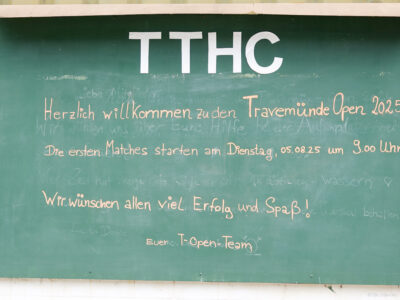 TTHC
Herzlich willkommen zu den Travemünde Open 2025
Die ersten Matches starten am Dienstag, 05.08.25 um 9.00 Uhr
Wir wünschen allen viel Erfolg und Spaß!
Euer T-Open-Team